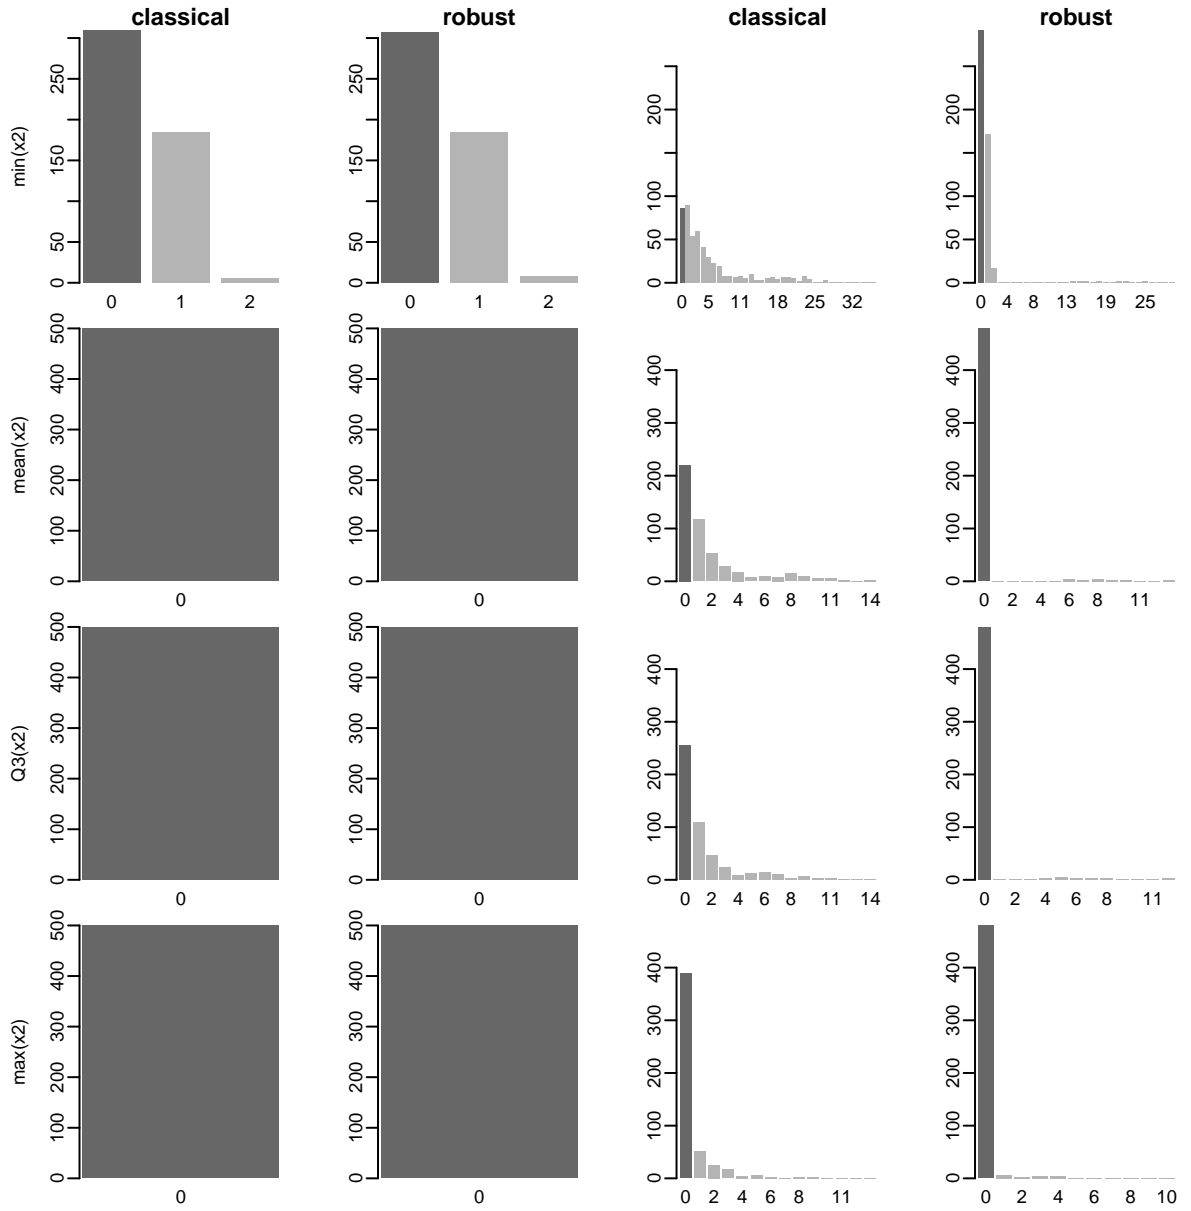 classical robust classical robust
min(x2)
0 50 150 250
0 1 2
0 50 150 250
0 1 2
0 50 100 200
0 5 11 18 25 32
0 50 100 200
0 4 8 13 19 25
mean(x2)
0 100 200 300 400 500
0
0 100 200 300 400 500
0
0 100 200 300 400
0 2 4 6 8 11 14
0 100 200 300 400
0 2 4 6 8 11
Q3(x2)
0 100 200 300 400 500
0
0 100 200 300 400 500
0
0 100 200 300 400
0 2 4 6 8 11 14
0 100 200 300 400
0 2 4 6 8 11
max(x2)
0 100 200 300 400 500
0
0 100 200 300 400 500
0
0 100 200 300 400
0 2 4 6 8 11
0 100 200 300 400
0 2 4 6 8 10